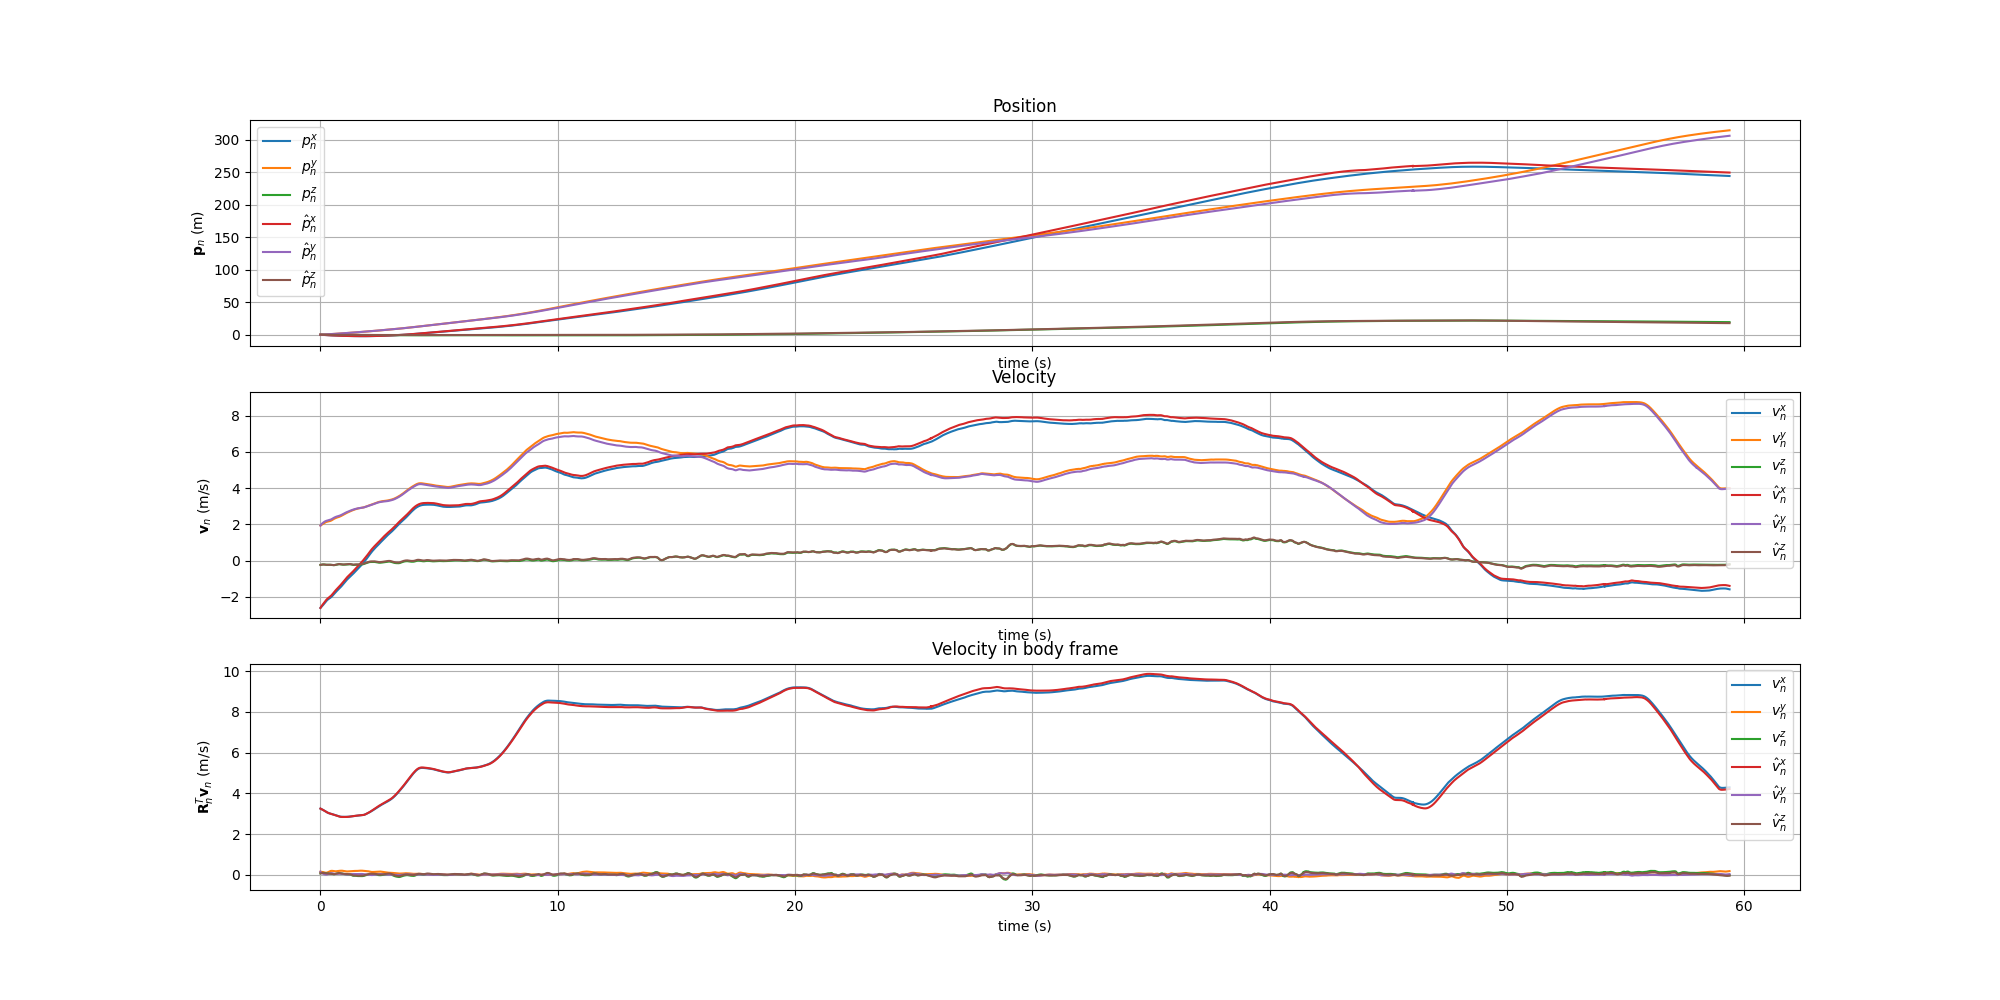 Position
300
250
200
150
100
50
0
p_n (m)
p_n^x
p_n^y
p_n^z
p̂_n^x
p̂_n^y
p̂_n^z
time (s)
Velocity
8
6
4
2
0
−2
v_n (m/s)
v_n^x
v_n^y
v_n^z
v̂_n^x
v̂_n^y
v̂_n^z
time (s)
Velocity in body frame
10
8
6
4
2
0
R_n^T v_n (m/s)
v_n^x
v_n^y
v_n^z
v̂_n^x
v̂_n^y
v̂_n^z
0 10 20 30 40 50 60
time (s)